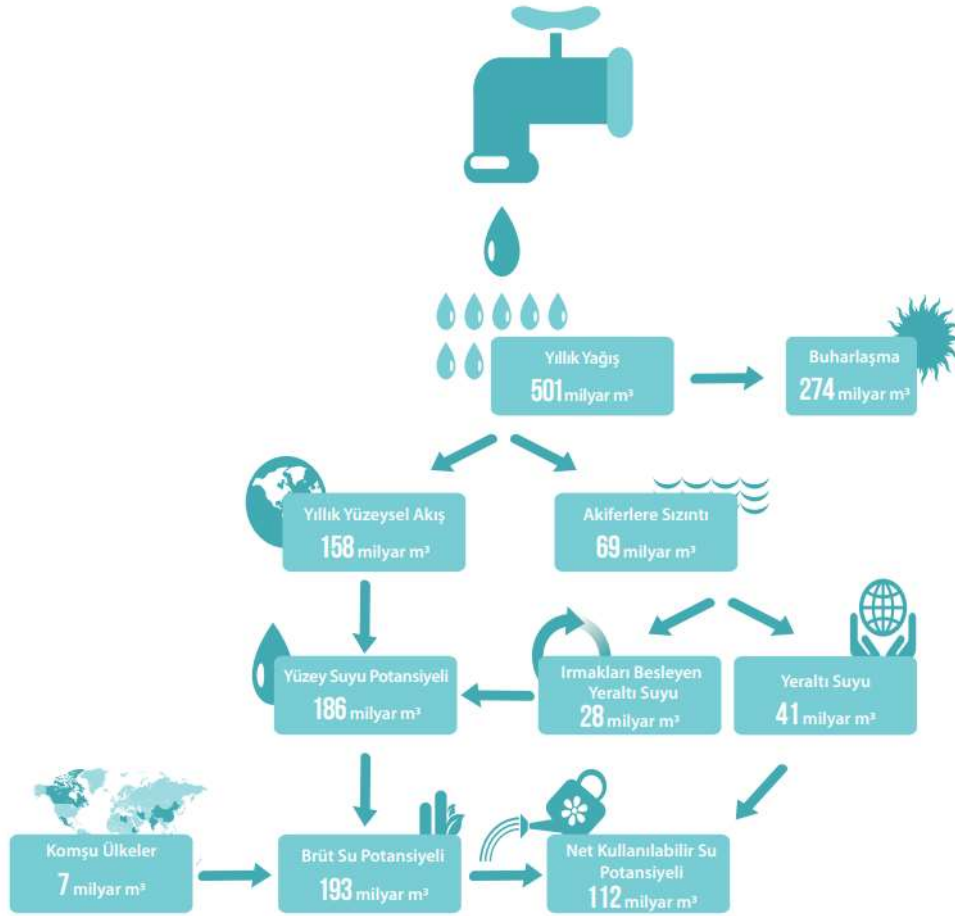 Yıllık Yağış
501 milyar m³
Buharlaşma
274 milyar m³
Yıllık Yüzeysel Akış
158 milyar m³
Akiferlere Sızıntı
69 milyar m³
Yüzey Suyu Potansiyeli
186 milyar m³
Irmakları Besleyen
Yeraltı Suyu
28 milyar m³
Yeraltı Suyu
41 milyar m³
Komşu Ülkeler
7 milyar m³
Brüt Su Potansiyeli
193 milyar m³
Net Kullanılabilir Su
Potansiyeli
112 milyar m³